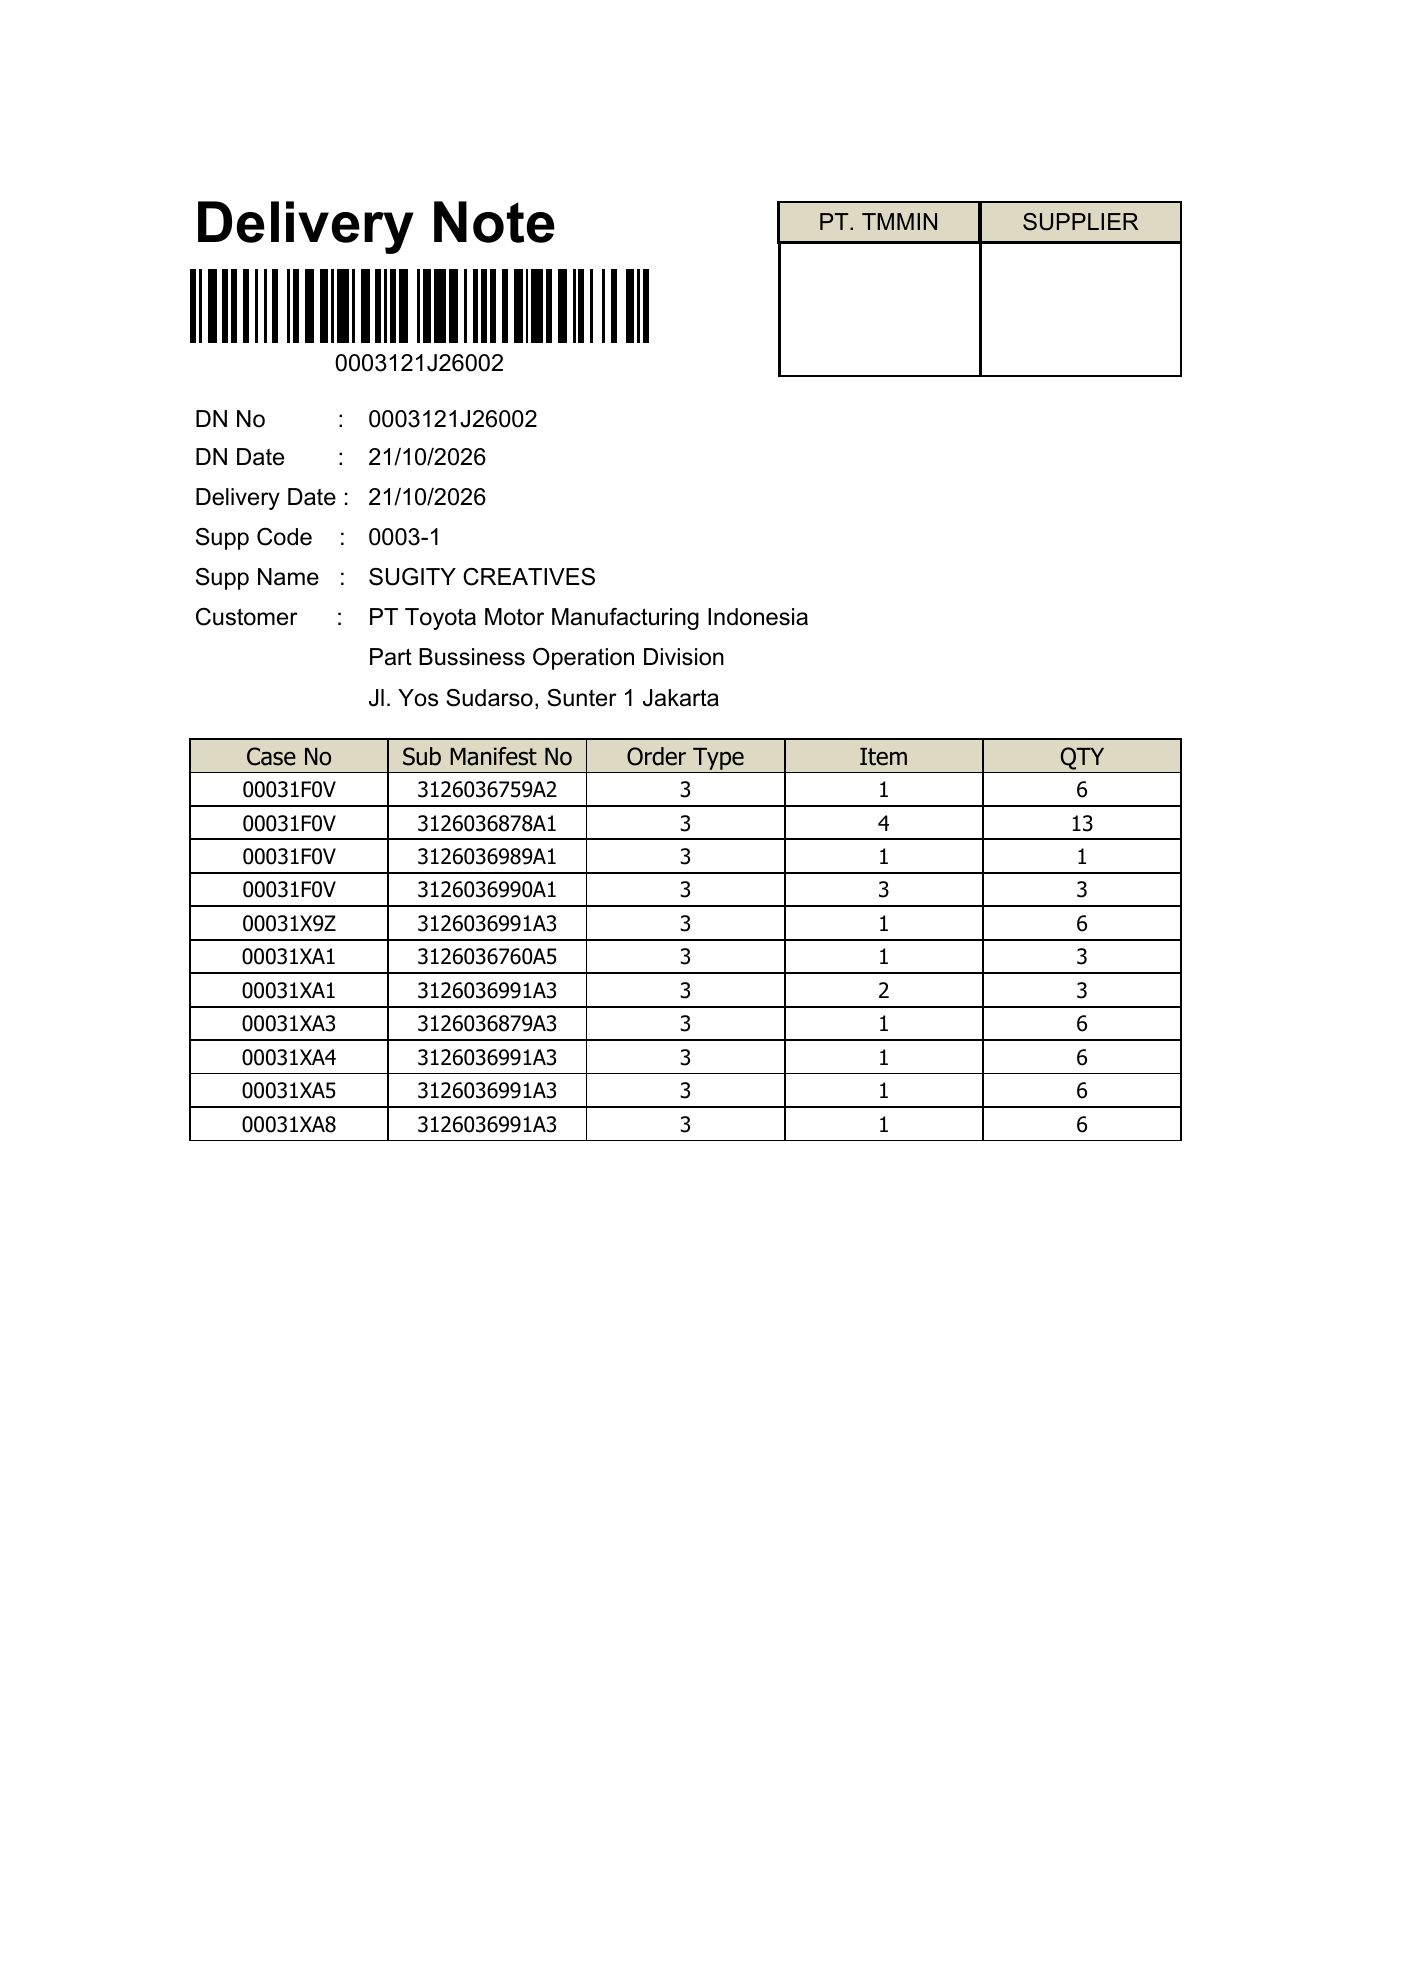 Delivery Note
PT. TMMIN SUPPLIER
0003121J26002
DN No : 0003121J26002
DN Date : 21/10/2026
Delivery Date : 21/10/2026
Supp Code : 0003-1
Supp Name : SUGITY CREATIVES
Customer : PT Toyota Motor Manufacturing Indonesia
Part Bussiness Operation Division
Jl. Yos Sudarso, Sunter 1 Jakarta
Case No Sub Manifest No Order Type Item QTY
00031F0V 3126036759A2 3 1 6
00031F0V 3126036878A1 3 4 13
00031F0V 3126036989A1 3 1 1
00031F0V 3126036990A1 3 3 3
00031X9Z 3126036991A3 3 1 6
00031XA1 3126036760A5 3 1 3
00031XA1 3126036991A3 3 2 3
00031XA3 3126036879A3 3 1 6
00031XA4 3126036991A3 3 1 6
00031XA5 3126036991A3 3 1 6
00031XA8 3126036991A3 3 1 6